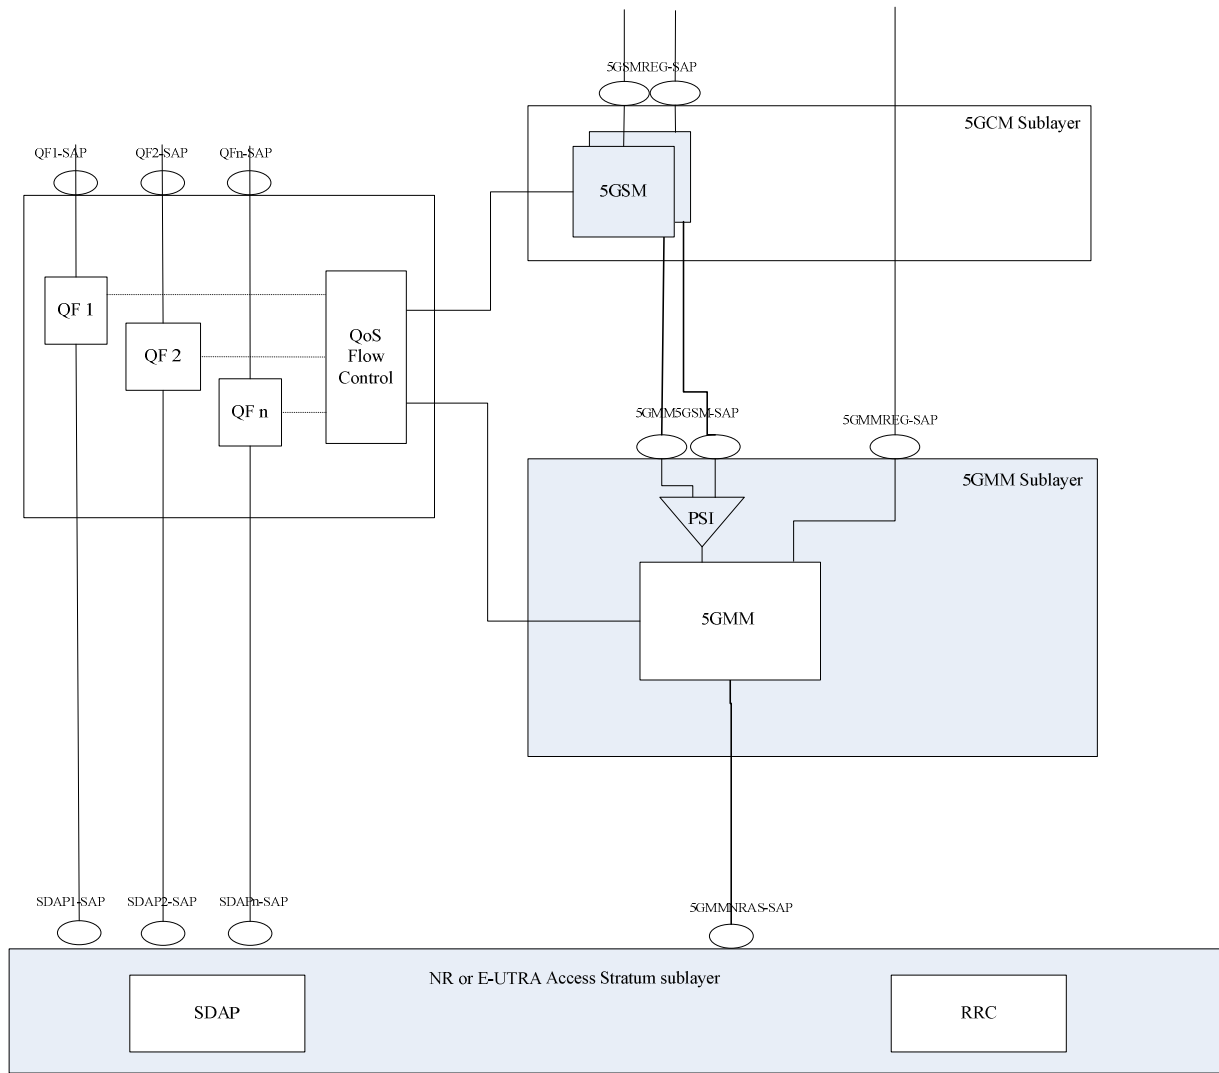 5GSMREG-SAP
5GCM Sublayer
QF1-SAP
QF2-SAP
QFn-SAP
5GSM
QF 1
QF 2
QF n
QoS
Flow
Control
5GMM5GSM-SAP
5GMMREG-SAP
5GMM Sublayer
PSI
5GMM
SDAP1-SAP
SDAP2-SAP
SDAPn-SAP
5GMMNRAS-SAP
NR or E-UTRA Access Stratum sublayer
SDAP
RRC